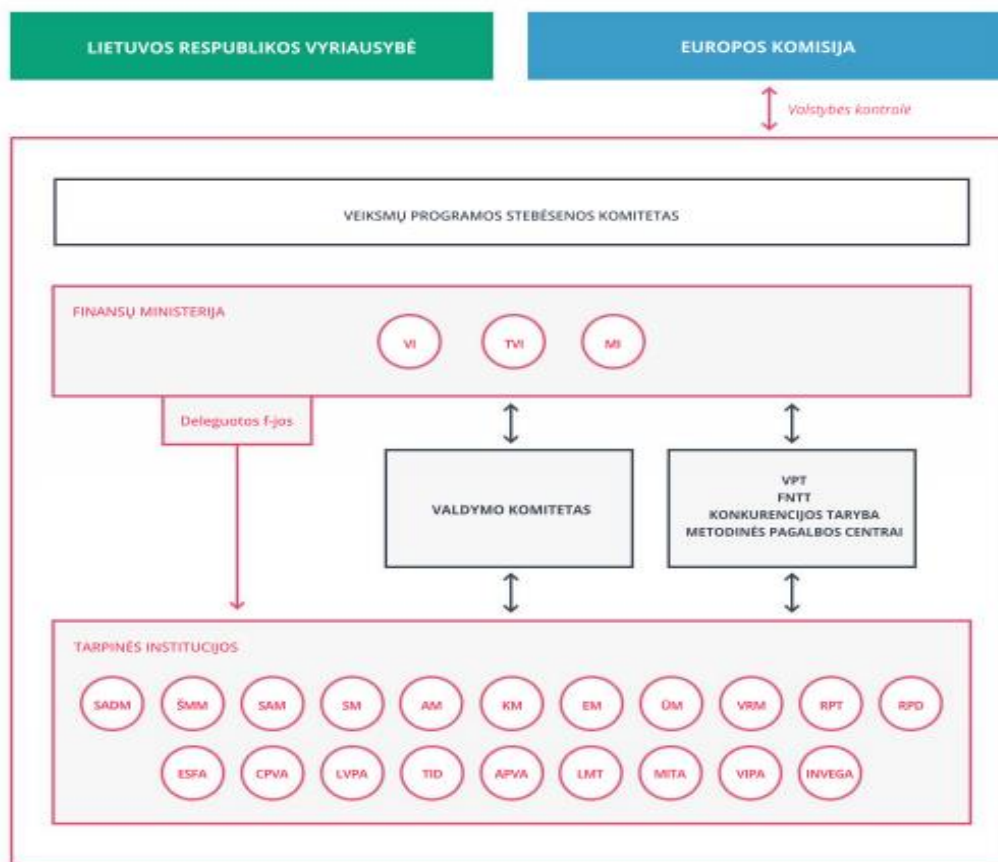 LIETUVOS RESPUBLIKOS VYRIAUSYBĖ
EUROPOS KOMISIJA
Valstybės kontrolė
VEIKSMŲ PROGRAMOS STEBĖSENOS KOMITETAS
FINANSŲ MINISTERIJA
VI
TVI
MI
Deleguotos f-jos
VALDYMO KOMITETAS
VPT
FNTT
KONKURENCIJOS TARYBA
METODINĖS PAGALBOS CENTRAI
TARPINĖS INSTITUCIJOS
SADM
ŠMM
SAM
SM
AM
KM
EM
ŪM
VRM
RPT
RPD
ESFA
CPVA
LVPA
TID
APVA
LMT
MITA
VIPA
INVEGA